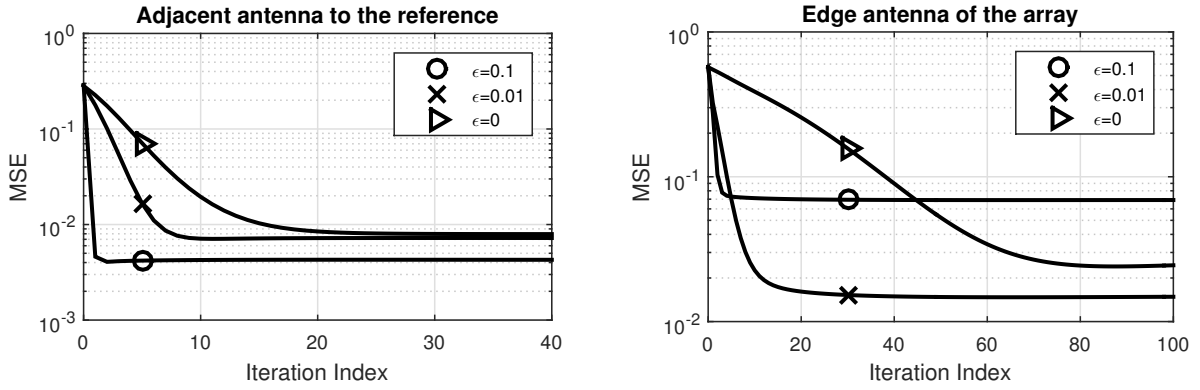 Adjacent antenna to the reference
10^0
10^-1
10^-2
10^-3
MSE
ϵ=0.1
ϵ=0.01
ϵ=0
0 10 20 30 40
Iteration Index
Edge antenna of the array
10^0
10^-1
10^-2
MSE
ϵ=0.1
ϵ=0.01
ϵ=0
0 20 40 60 80 100
Iteration Index